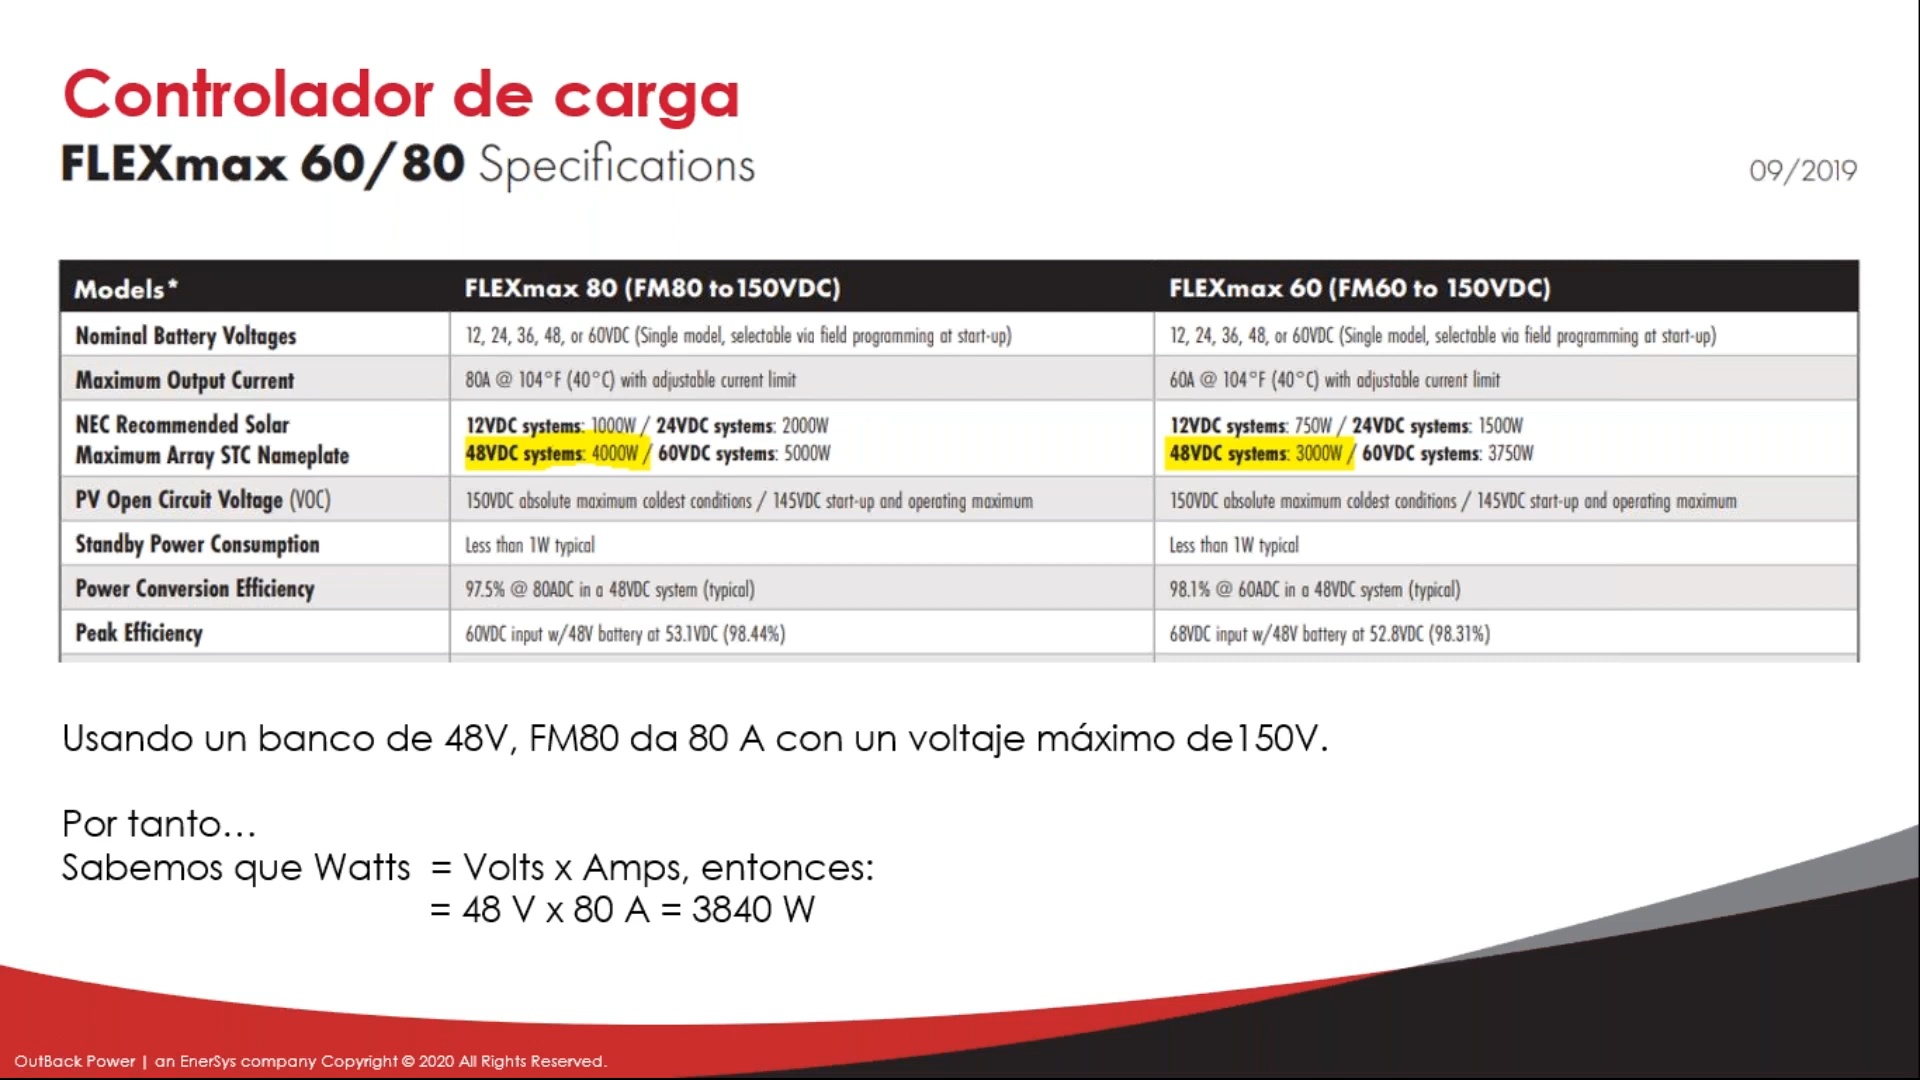 Controlador de carga
FLEXmax 60/80 Specifications
09/2019
Models* FLEXmax 80 (FM80 to150VDC) FLEXmax 60 (FM60 to 150VDC)
Nominal Battery Voltages 12, 24, 36, 48, or 60VDC (Single model, selectable via field programming at start-up) 12, 24, 36, 48, or 60VDC (Single model, selectable via field programming at start-up)
Maximum Output Current 80A @ 104°F (40°C) with adjustable current limit 60A @ 104°F (40°C) with adjustable current limit
NEC Recommended Solar 12VDC systems: 1000W / 24VDC systems: 2000W 12VDC systems: 750W / 24VDC systems: 1500W
Maximum Array STC Nameplate 48VDC systems: 4000W / 60VDC systems: 5000W 48VDC systems: 3000W / 60VDC systems: 3750W
PV Open Circuit Voltage (VOC) 150VDC absolute maximum coldest conditions / 145VDC start-up and operating maximum 150VDC absolute maximum coldest conditions / 145VDC start-up and operating maximum
Standby Power Consumption Less than 1W typical Less than 1W typical
Power Conversion Efficiency 97.5% @ 80ADC in a 48VDC system (typical) 98.1% @ 60ADC in a 48VDC system (typical)
Peak Efficiency 60VDC input w/48V battery at 53.1VDC (98.44%) 68VDC input w/48V battery at 52.8VDC (98.31%)
Usando un banco de 48V, FM80 da 80 A con un voltaje máximo de150V.
Por tanto…
Sabemos que Watts = Volts x Amps, entonces:
= 48 V x 80 A = 3840 W
OutBack Power | an EnerSys company Copyright © 2020 All Rights Reserved.